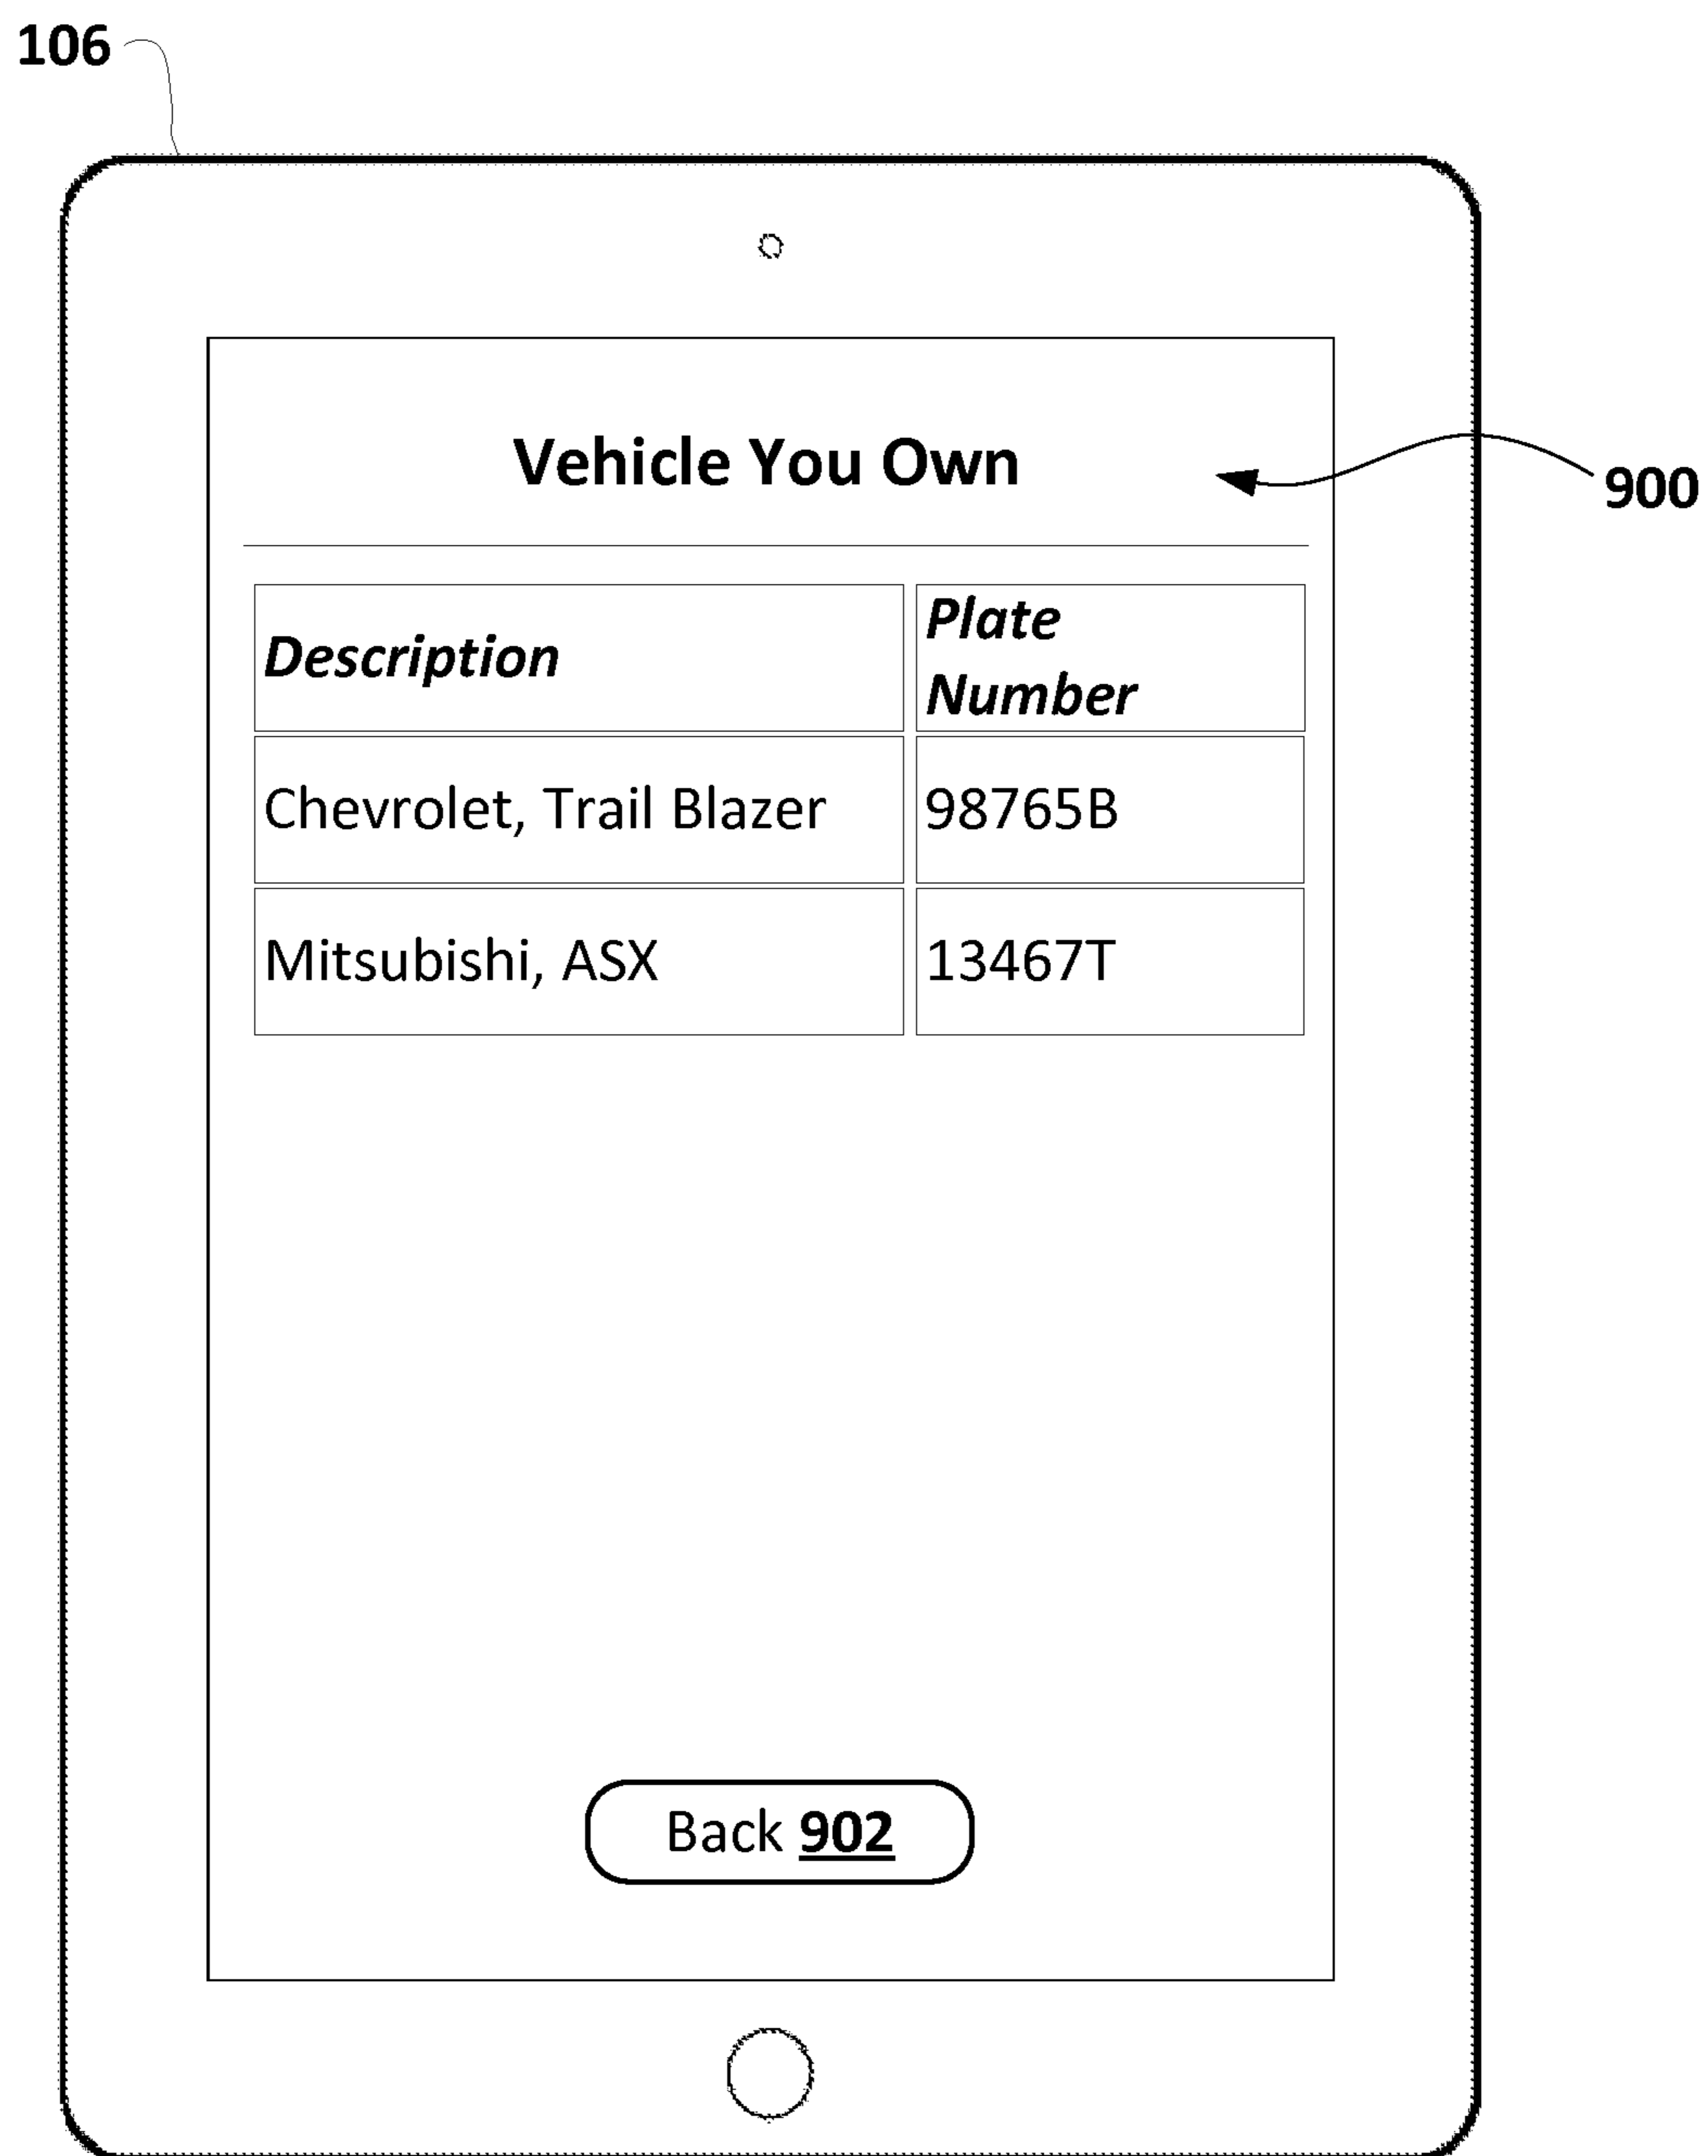 106
Vehicle You Own
900
Description
Plate
Number
Chevrolet, Trail Blazer
98765B
Mitsubishi, ASX
13467T
Back 902